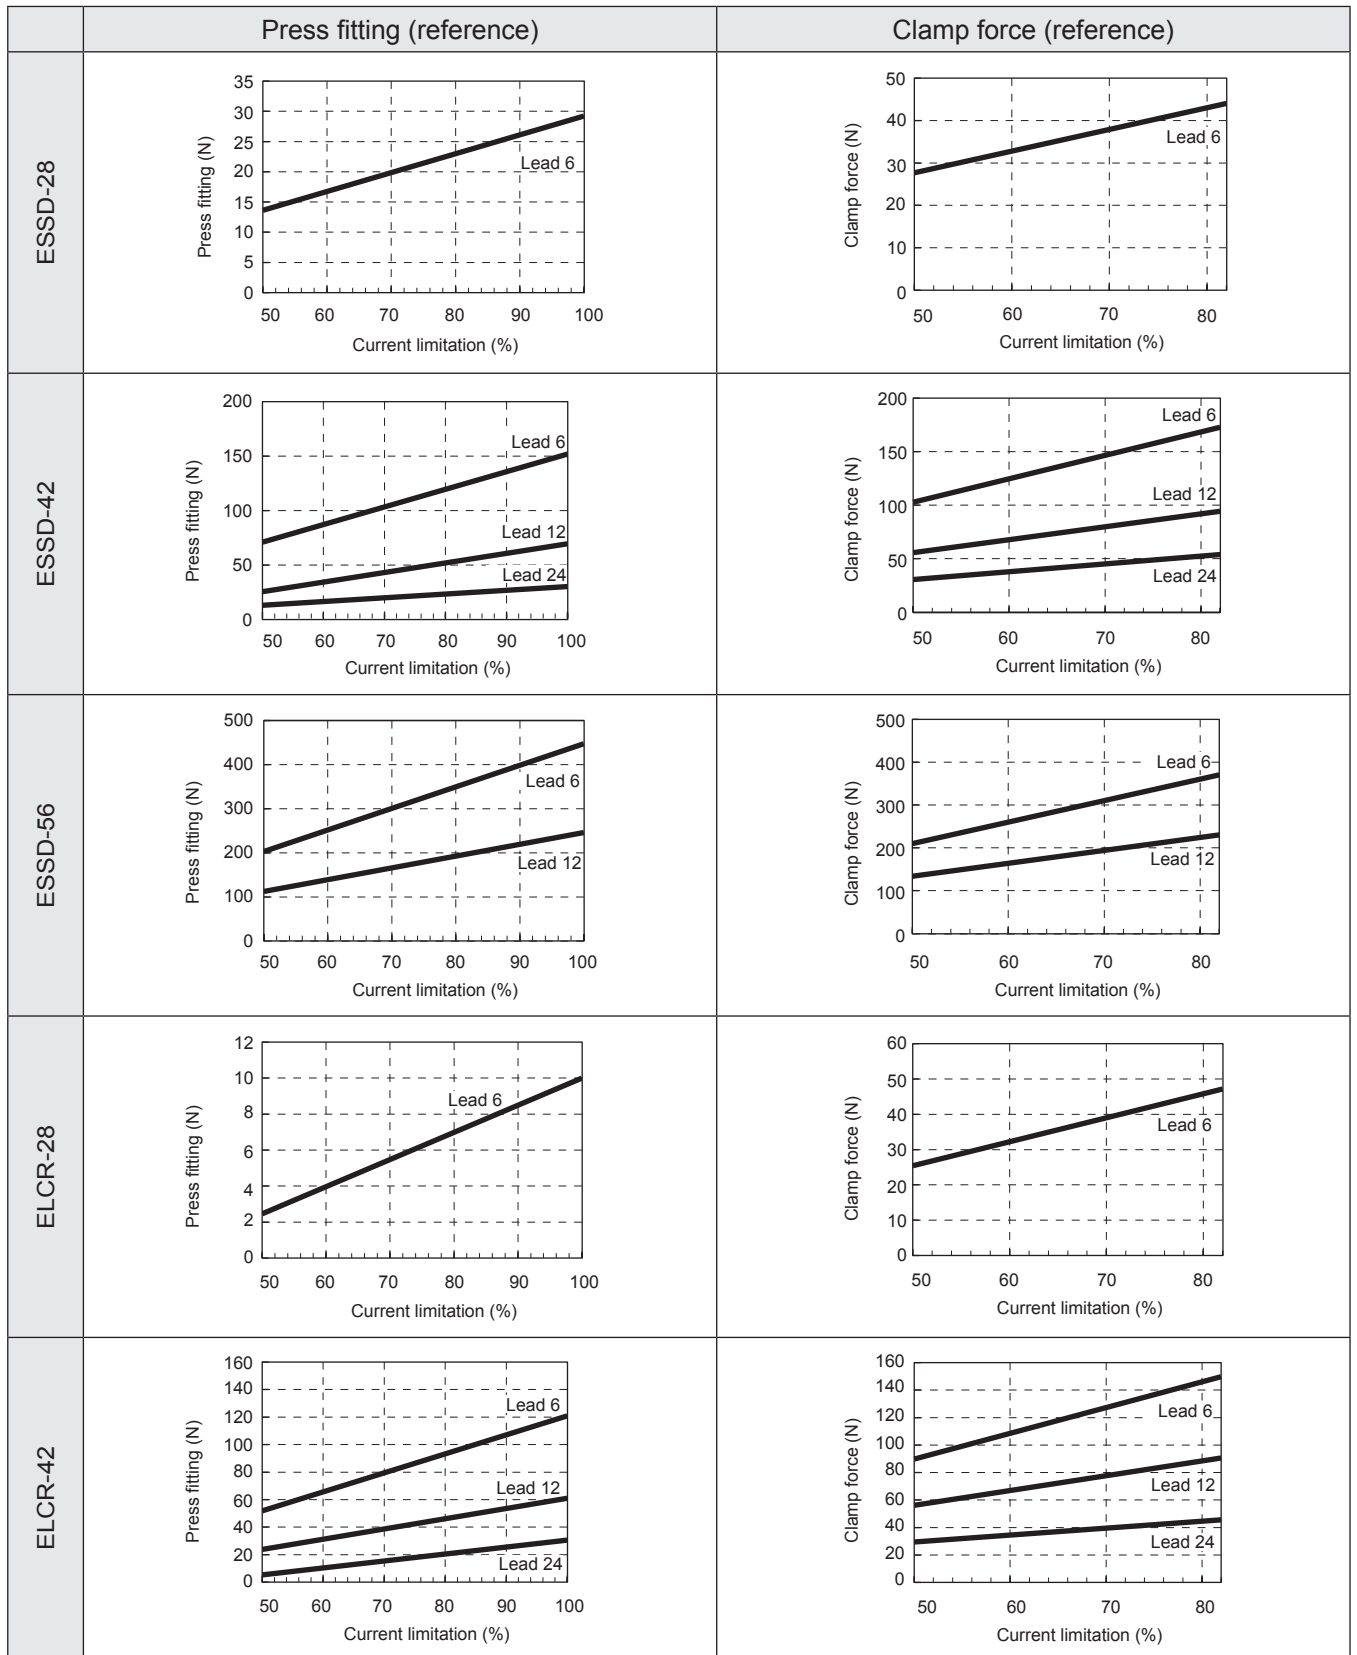 Press fitting (reference)
Clamp force (reference)
ESSD-28
35
30
25
20
15
10
5
0
Press fitting (N)
Lead 6
50 60 70 80 90 100
Current limitation (%)
50
40
30
20
10
0
Clamp force (N)
Lead 6
50 60 70 80
Current limitation (%)
ESSD-42
200
150
100
50
0
Press fitting (N)
Lead 6
Lead 12
Lead 24
50 60 70 80 90 100
Current limitation (%)
200
150
100
50
0
Clamp force (N)
Lead 6
Lead 12
Lead 24
50 60 70 80
Current limitation (%)
ESSD-56
500
400
300
200
100
0
Press fitting (N)
Lead 6
Lead 12
50 60 70 80 90 100
Current limitation (%)
500
400
300
200
100
0
Clamp force (N)
Lead 6
Lead 12
50 60 70 80
Current limitation (%)
ELCR-28
12
10
8
6
4
2
0
Press fitting (N)
Lead 6
50 60 70 80 90 100
Current limitation (%)
60
50
40
30
20
10
0
Clamp force (N)
Lead 6
50 60 70 80
Current limitation (%)
ELCR-42
160
140
120
100
80
60
40
20
0
Press fitting (N)
Lead 6
Lead 12
Lead 24
50 60 70 80 90 100
Current limitation (%)
160
140
120
100
80
60
40
20
0
Clamp force (N)
Lead 6
Lead 12
Lead 24
50 60 70 80
Current limitation (%)